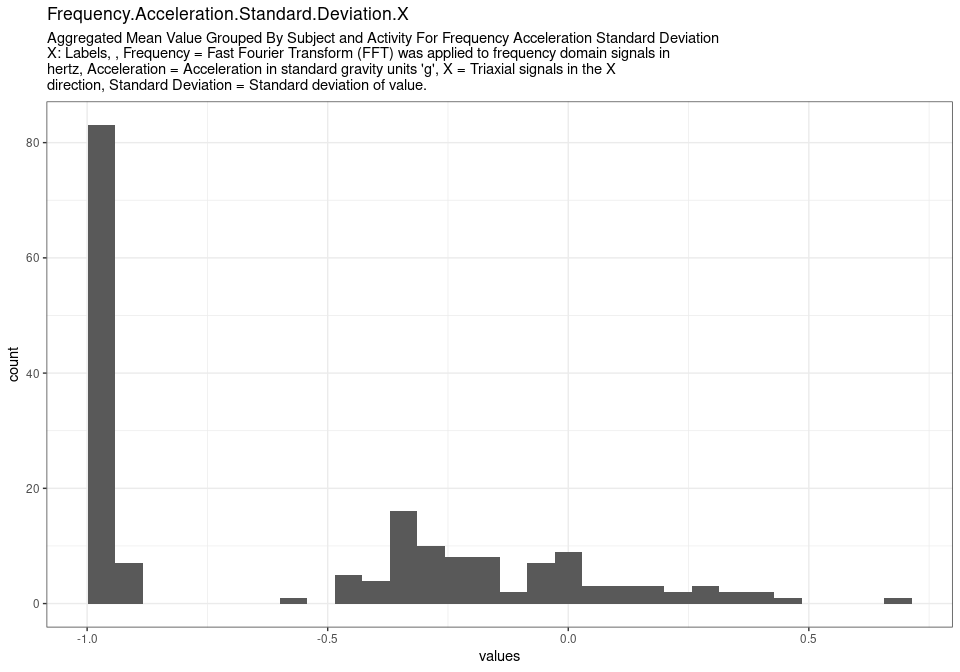 Frequency.Acceleration.Standard.Deviation.X
Aggregated Mean Value Grouped By Subject and Activity For Frequency Acceleration Standard Deviation
X: Labels, , Frequency = Fast Fourier Transform (FFT) was applied to frequency domain signals in
hertz, Acceleration = Acceleration in standard gravity units 'g', X = Triaxial signals in the X
direction, Standard Deviation = Standard deviation of value.
80
60
40
20
0
count
-1.0
-0.5
0.0
0.5
values